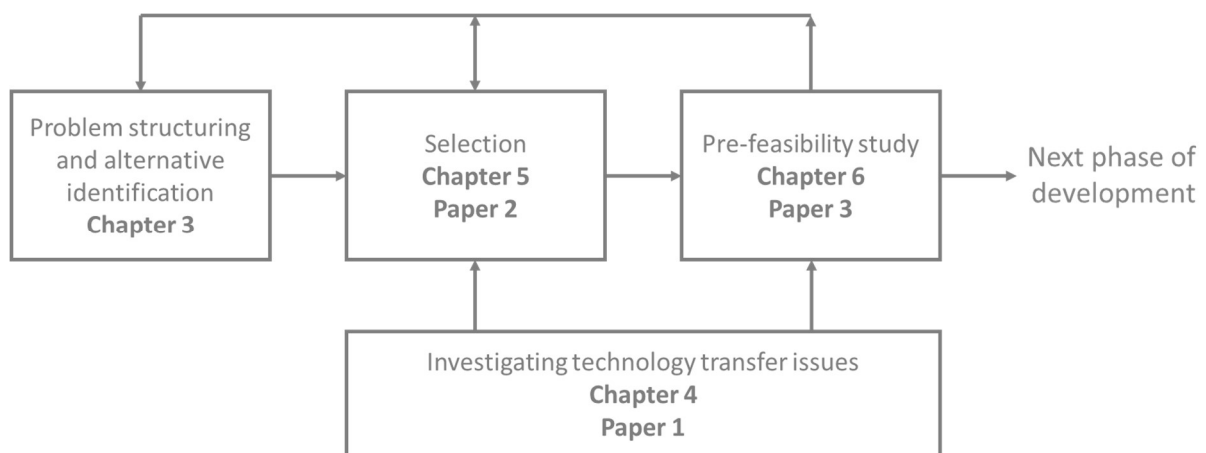 Problem structuring
and alternative
identification
Chapter 3
Selection
Chapter 5
Paper 2
Pre-feasibility study
Chapter 6
Paper 3
Next phase of
development
Investigating technology transfer issues
Chapter 4
Paper 1